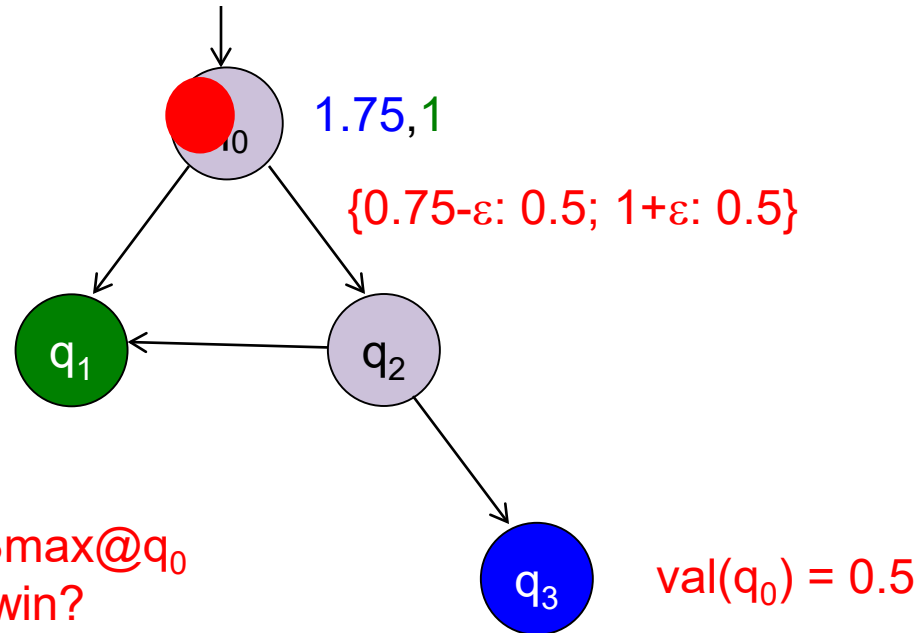 1.75,1
{0.75-ε: 0.5; 1+ε: 0.5}
q₁
q₂
max@q₀
win?
q₃
val(q₀) = 0.5